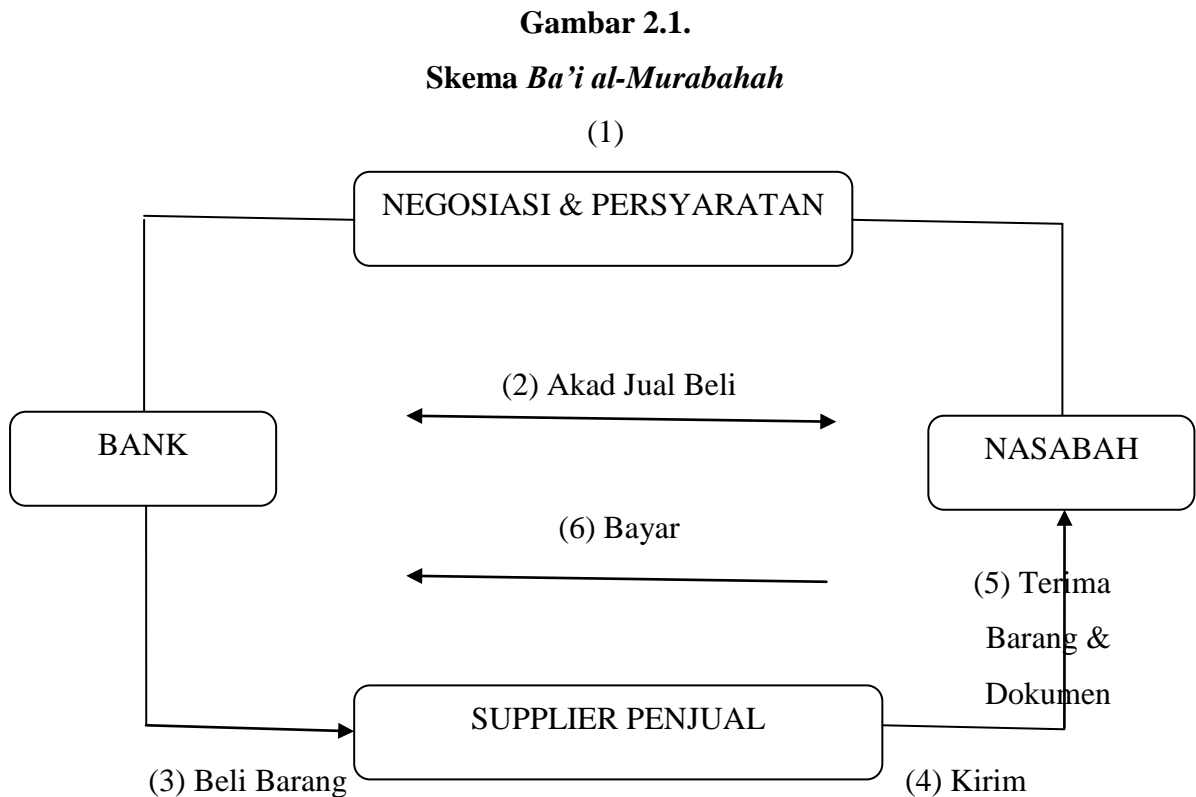 Gambar 2.1.
Skema Ba’i al-Murabahah
(1)
NEGOSIASI & PERSYARATAN
(2) Akad Jual Beli
BANK
NASABAH
(6) Bayar
(5) Terima
Barang &
Dokumen
SUPPLIER PENJUAL
(3) Beli Barang
(4) Kirim